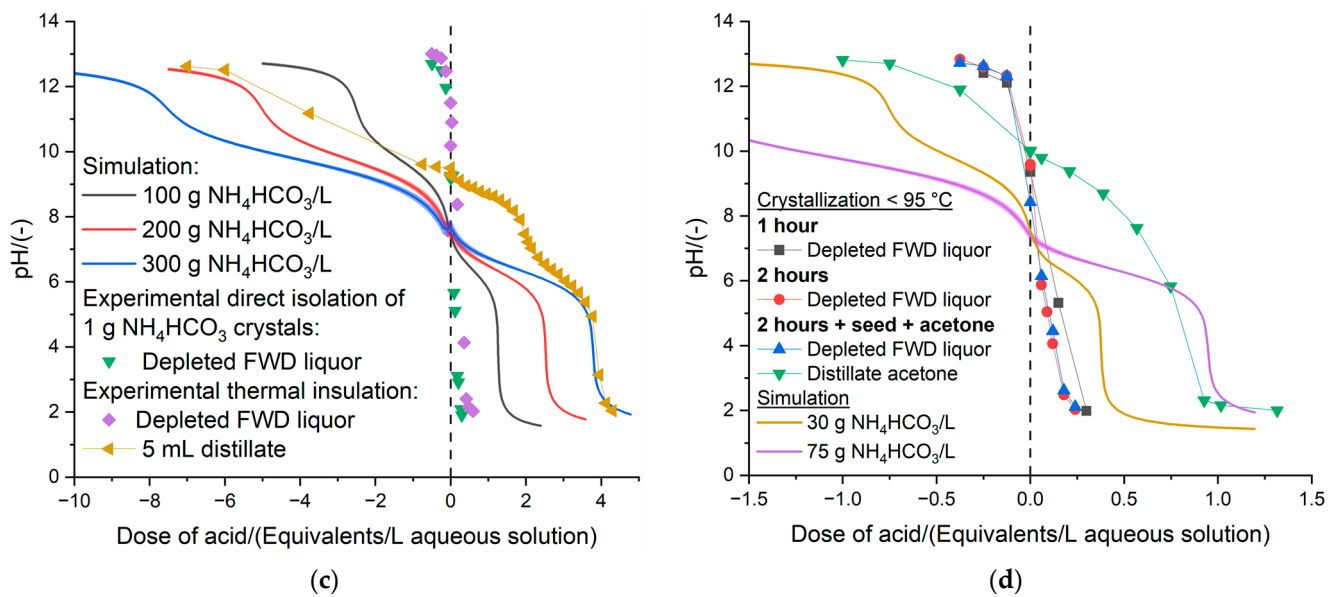 14
12
10
8
6
4
2
0
pH/(-)
Simulation:
100 g NH₄HCO₃/L
200 g NH₄HCO₃/L
300 g NH₄HCO₃/L
Experimental direct isolation of
1 g NH₄HCO₃ crystals:
Depleted FWD liquor
Experimental thermal insulation:
Depleted FWD liquor
5 mL distillate
−10 −8 −6 −4 −2 0 2 4
Dose of acid/(Equivalents/L aqueous solution)
(c)
14
12
10
8
6
4
2
0
pH/(-)
Crystallization < 95 °C
1 hour
Depleted FWD liquor
2 hours
Depleted FWD liquor
2 hours + seed + acetone
Depleted FWD liquor
Distillate acetone
Simulation
30 g NH₄HCO₃/L
75 g NH₄HCO₃/L
−1.5 −1.0 −0.5 0.0 0.5 1.0 1.5
Dose of acid/(Equivalents/L aqueous solution)
(d)